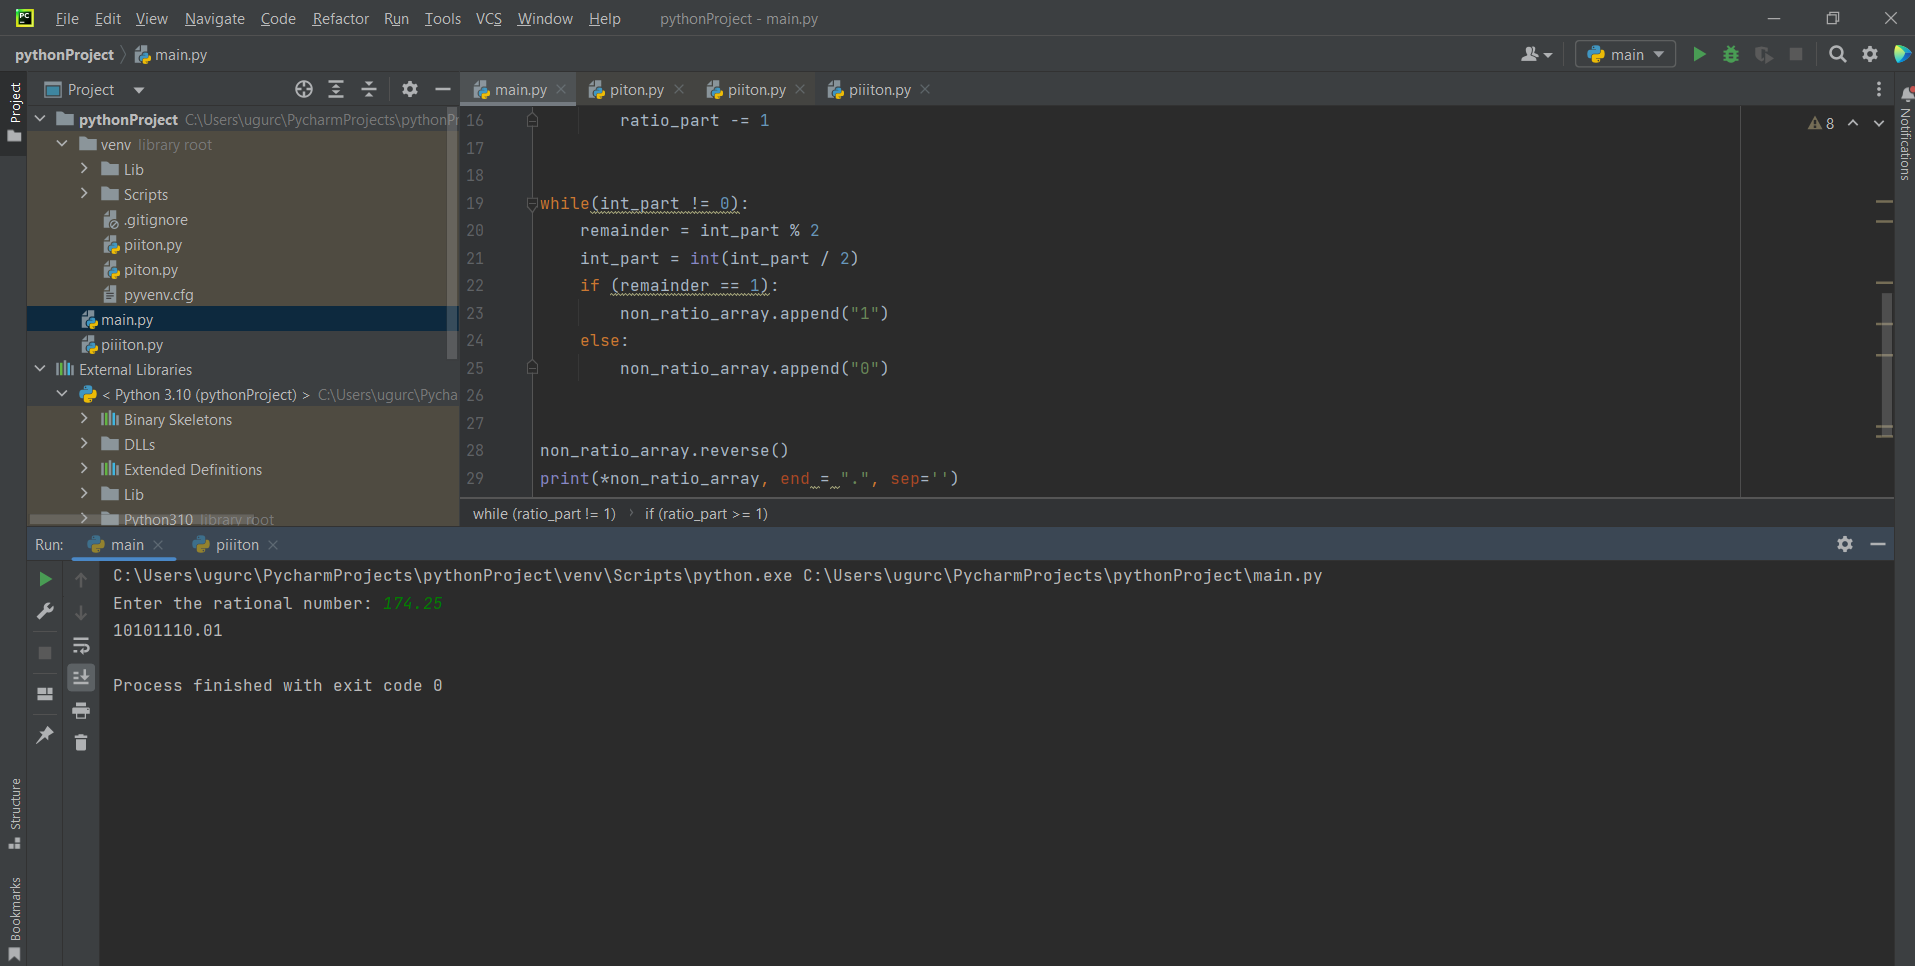 PC File Edit View Navigate Code Refactor Run Tools VCS Window Help pythonProject - main.py
pythonProject main.py main
Project
Project
main.py piton.py piiton.py piiiton.py
pythonProject C:\Users\ugurc\PycharmProjects\pythonPr
venv library root
Lib
Scripts
.gitignore
piiton.py
piton.py
pyvenv.cfg
main.py
piiiton.py
External Libraries
< Python 3.10 (pythonProject) > C:\Users\ugurc\Pycha
Binary Skeletons
DLLs
Extended Definitions
Lib
Python310 library root
16 ratio_part -= 1
17
18
19 while(int_part != 0):
20 remainder = int_part % 2
21 int_part = int(int_part / 2)
22 if (remainder == 1):
23 non_ratio_array.append("1")
24 else:
25 non_ratio_array.append("0")
26
27
28 non_ratio_array.reverse()
29 print(*non_ratio_array, end = ".", sep='')
8
Notifications
while (ratio_part != 1) if (ratio_part >= 1)
Run: main piiiton
C:\Users\ugurc\PycharmProjects\pythonProject\venv\Scripts\python.exe C:\Users\ugurc\PycharmProjects\pythonProject\main.py
Enter the rational number: 174.25
10101110.01
Process finished with exit code 0
Structure
Bookmarks